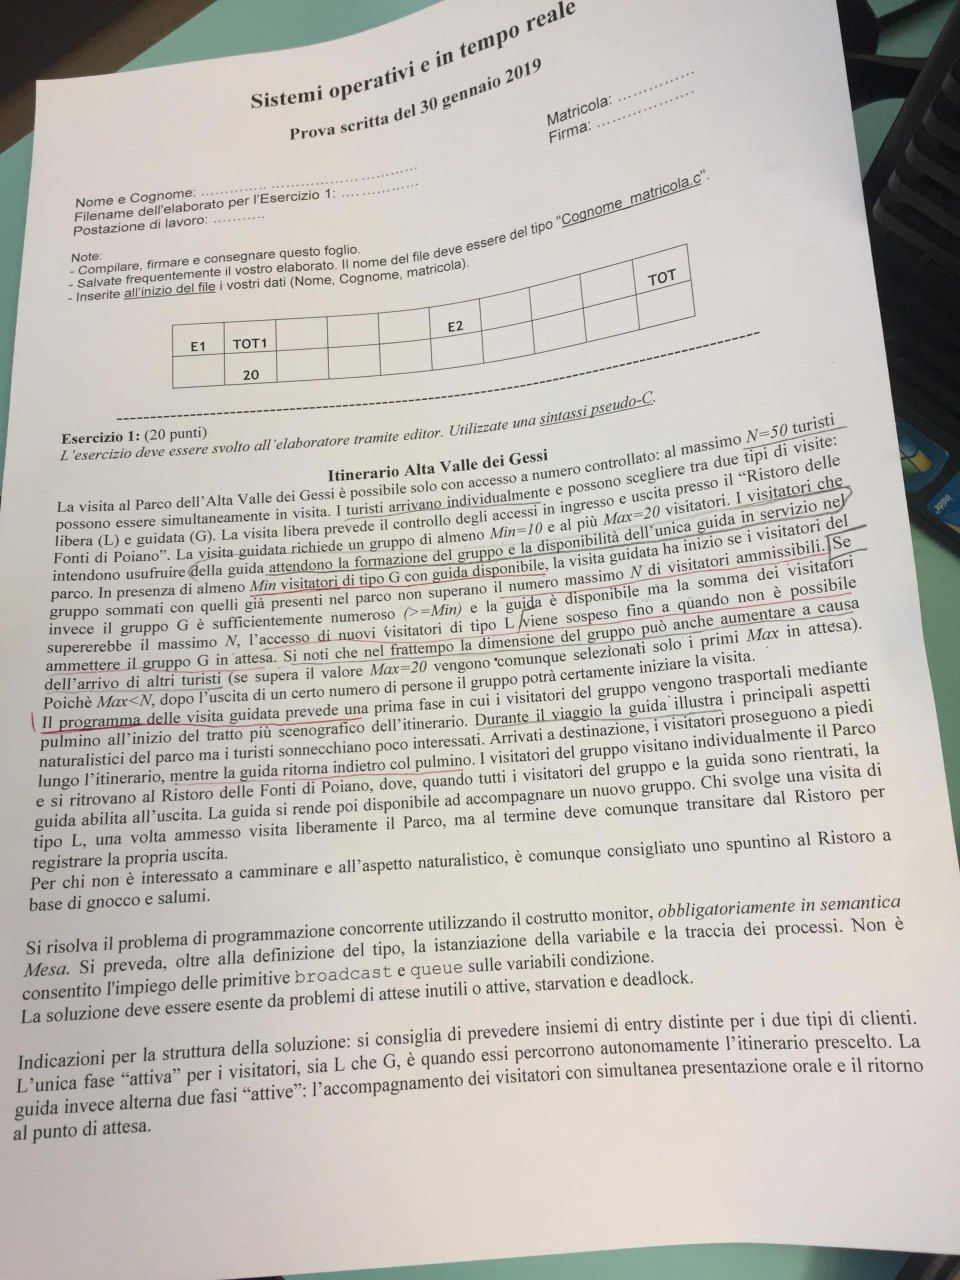 Sistemi operativi e in tempo reale
Prova scritta del 30 gennaio 2019
Matricola: ................
Firma: ....................
Nome e Cognome: .............. ..................................
Filename dell'elaborato per l'Esercizio 1: .................
Postazione di lavoro: ...........
Note:
- Compilare, firmare e consegnare questo foglio.
- Salvate frequentemente il vostro elaborato. Il nome del file deve essere del tipo "Cognome_matricola.c".
- Inserite all'inizio del file i vostri dati (Nome, Cognome, matricola).
E1 TOT1 E2 TOT
20
Esercizio 1: (20 punti)
L'esercizio deve essere svolto all'elaboratore tramite editor. Utilizzate una sintassi pseudo-C.
Itinerario Alta Valle dei Gessi
La visita al Parco dell'Alta Valle dei Gessi è possibile solo con accesso a numero controllato: al massimo N=50 turisti
possono essere simultaneamente in visita. I turisti arrivano individualmente e possono scegliere tra due tipi di visite:
libera (L) e guidata (G). La visita libera prevede il controllo degli accessi in ingresso e uscita presso il "Ristoro delle
Fonti di Poiano". La visita guidata richiede un gruppo di almeno Min=10 e al più Max=20 visitatori. I visitatori che
intendono usufruire della guida attendono la formazione del gruppo e la disponibilità dell'unica guida in servizio nel
parco. In presenza di almeno Min visitatori di tipo G con guida disponibile, la visita guidata ha inizio se i visitatori del
gruppo sommati con quelli già presenti nel parco non superano il numero massimo N di visitatori ammissibili. Se
invece il gruppo G è sufficientemente numeroso (>=Min) e la guida è disponibile ma la somma dei visitatori
supererebbe il massimo N, l'accesso di nuovi visitatori di tipo L viene sospeso fino a quando non è possibile
ammettere il gruppo G in attesa. Si noti che nel frattempo la dimensione del gruppo può anche aumentare a causa
dell'arrivo di altri turisti (se supera il valore Max=20 vengono comunque selezionati solo i primi Max in attesa).
Poichè Max<N, dopo l'uscita di un certo numero di persone il gruppo potrà certamente iniziare la visita.
Il programma delle visita guidata prevede una prima fase in cui i visitatori del gruppo vengono trasportali mediante
pulmino all'inizio del tratto più scenografico dell'itinerario. Durante il viaggio la guida illustra i principali aspetti
naturalistici del parco ma i turisti sonnecchiano poco interessati. Arrivati a destinazione, i visitatori proseguono a piedi
lungo l'itinerario, mentre la guida ritorna indietro col pulmino. I visitatori del gruppo visitano individualmente il Parco
e si ritrovano al Ristoro delle Fonti di Poiano, dove, quando tutti i visitatori del gruppo e la guida sono rientrati, la
guida abilita all'uscita. La guida si rende poi disponibile ad accompagnare un nuovo gruppo. Chi svolge una visita di
tipo L, una volta ammesso visita liberamente il Parco, ma al termine deve comunque transitare dal Ristoro per
registrare la propria uscita.
Per chi non è interessato a camminare e all'aspetto naturalistico, è comunque consigliato uno spuntino al Ristoro a
base di gnocco e salumi.
Si risolva il problema di programmazione concorrente utilizzando il costrutto monitor, obbligatoriamente in semantica
Mesa. Si preveda, oltre alla definizione del tipo, la istanziazione della variabile e la traccia dei processi. Non è
consentito l'impiego delle primitive broadcast e queue sulle variabili condizione.
La soluzione deve essere esente da problemi di attese inutili o attive, starvation e deadlock.
Indicazioni per la struttura della soluzione: si consiglia di prevedere insiemi di entry distinte per i due tipi di clienti.
L'unica fase "attiva" per i visitatori, sia L che G, è quando essi percorrono autonomamente l'itinerario prescelto. La
guida invece alterna due fasi "attive": l'accompagnamento dei visitatori con simultanea presentazione orale e il ritorno
al punto di attesa.